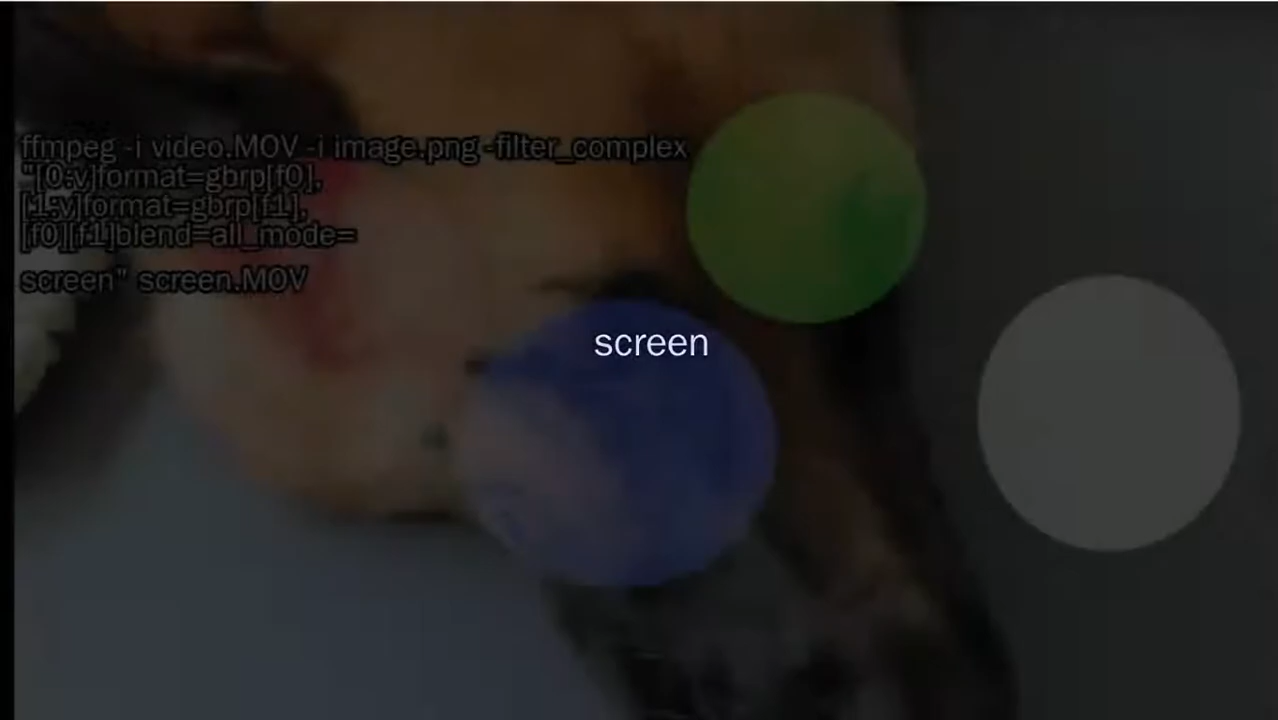 ffmpeg -i video.MOV -i image.png -filter_complex
"[0:v]format=gbrp[f0],
[1:v]format=gbrp[f1],
[f0][f1]blend=all_mode=
screen" screen.MOV
screen